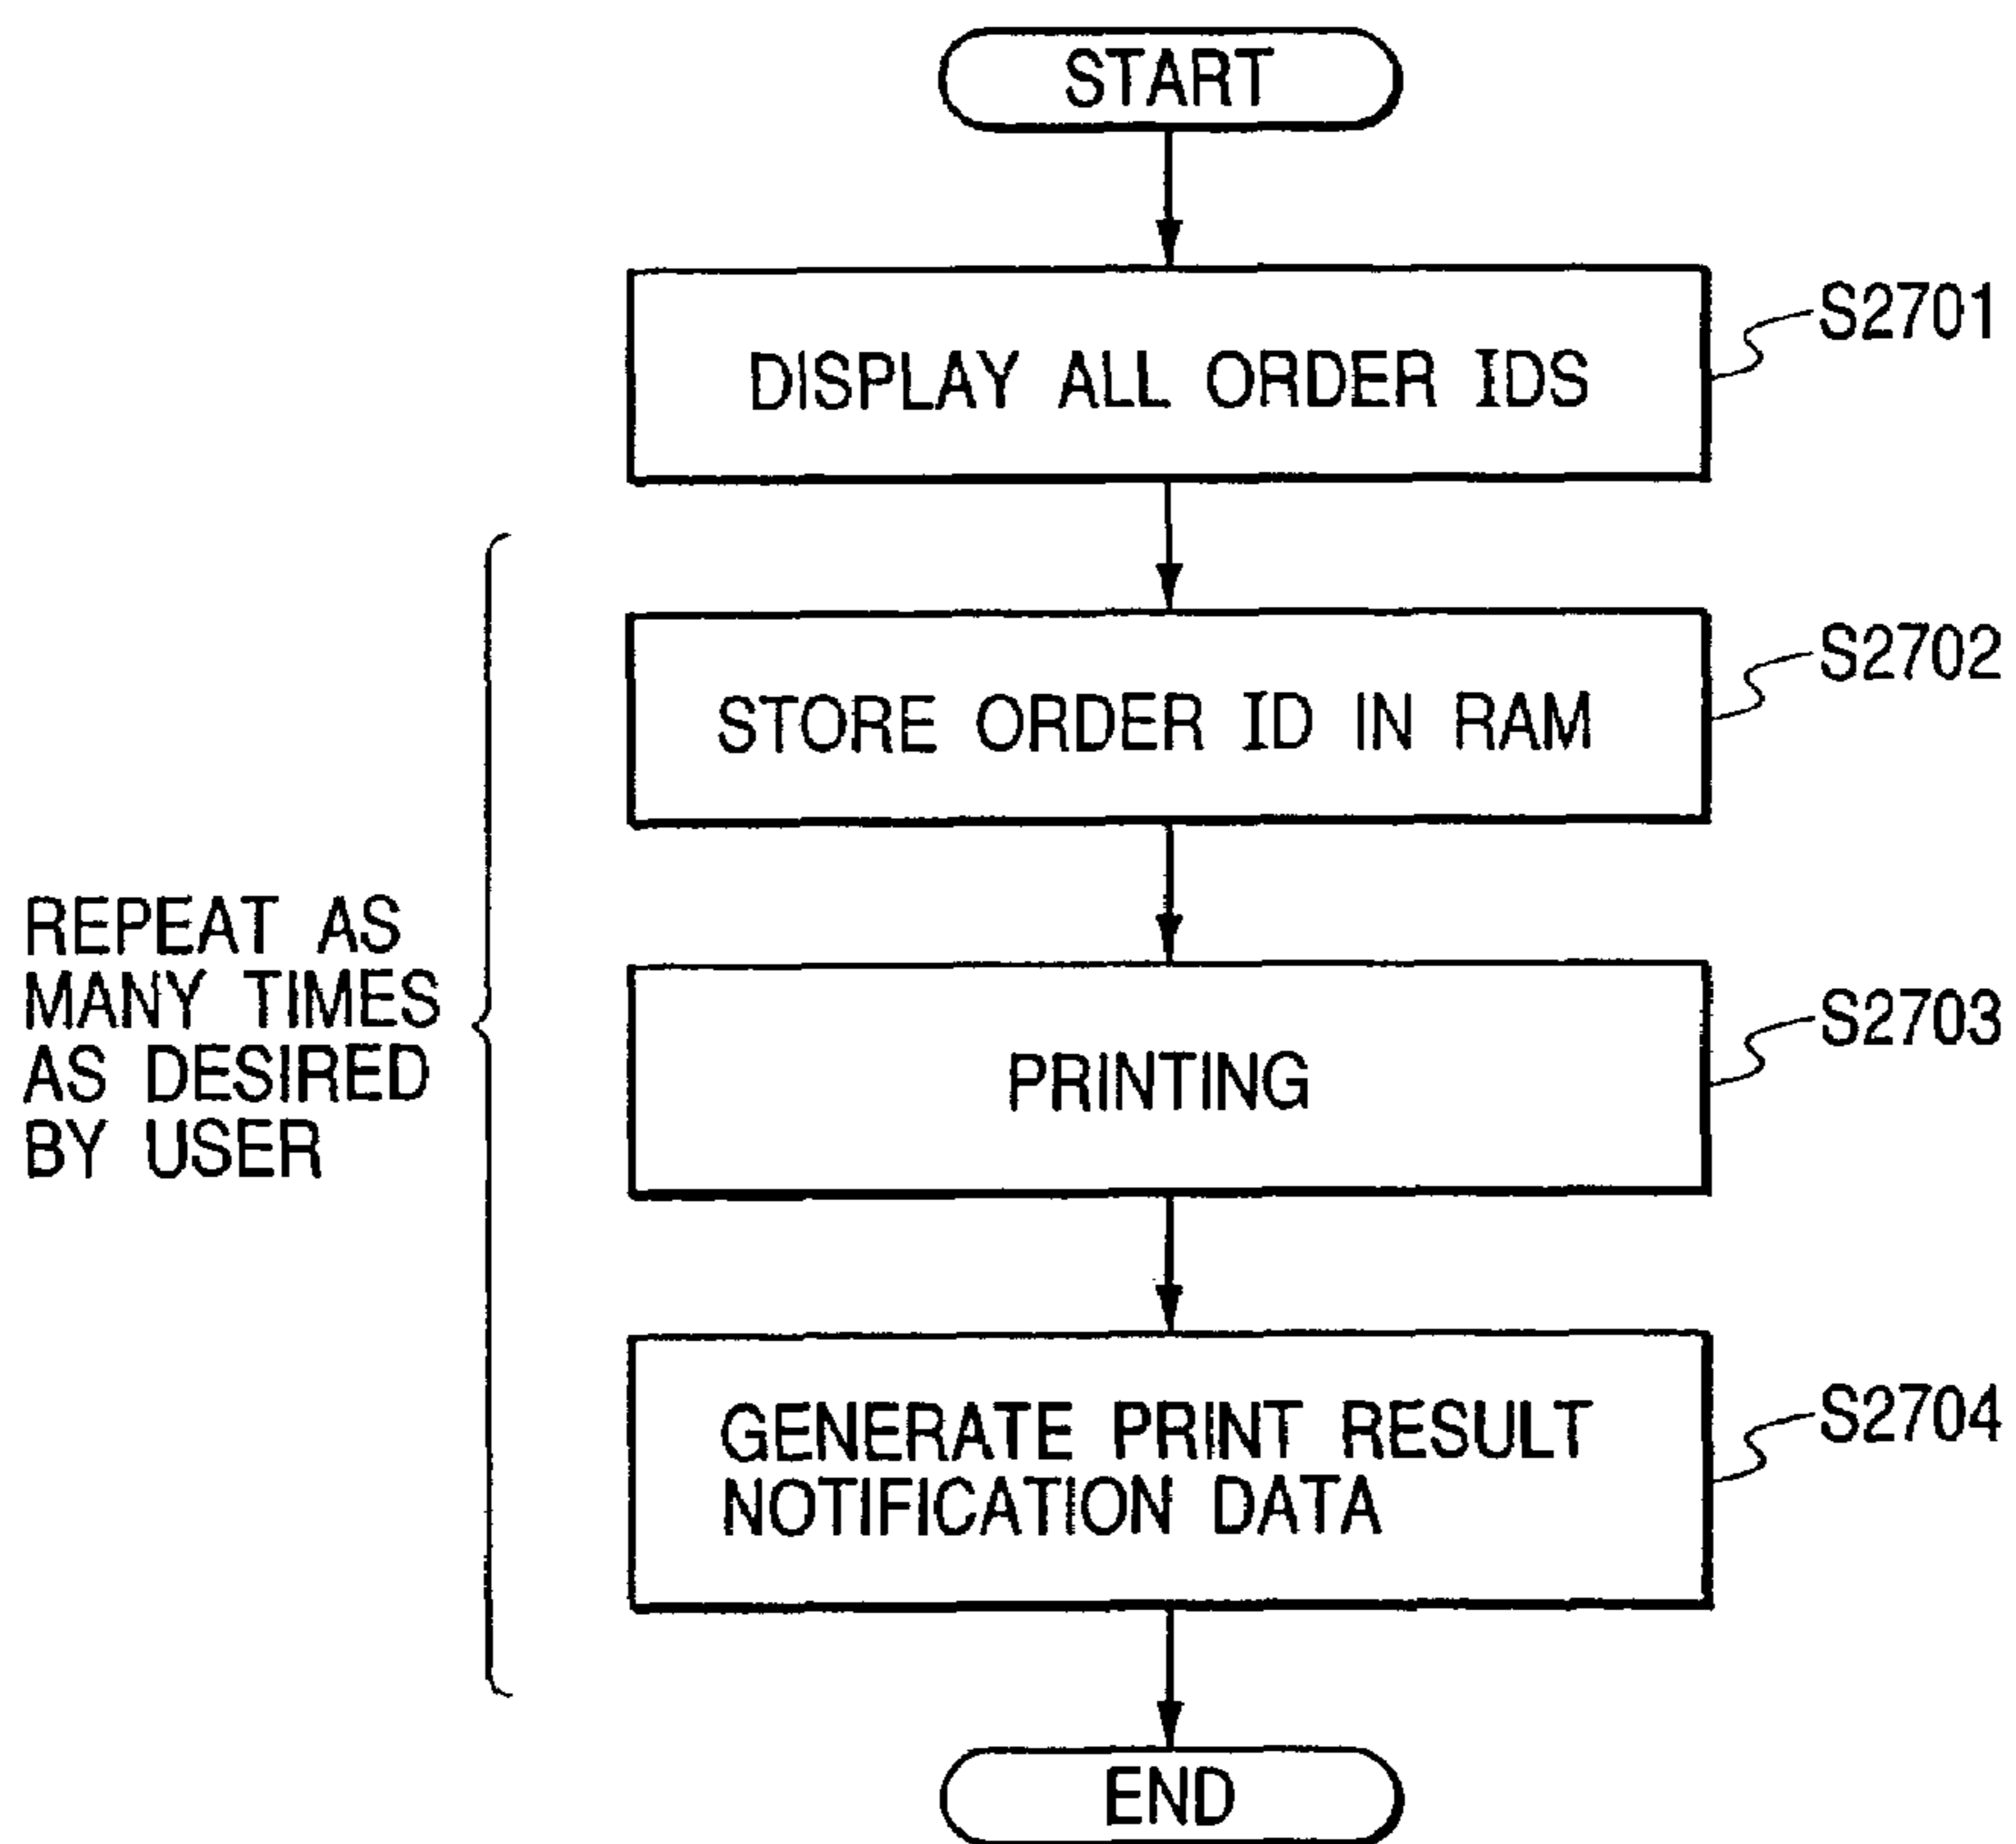 START
DISPLAY ALL ORDER IDS
S2701
STORE ORDER ID IN RAM
S2702
REPEAT AS
MANY TIMES
AS DESIRED
BY USER
PRINTING
S2703
GENERATE PRINT RESULT
NOTIFICATION DATA
S2704
END